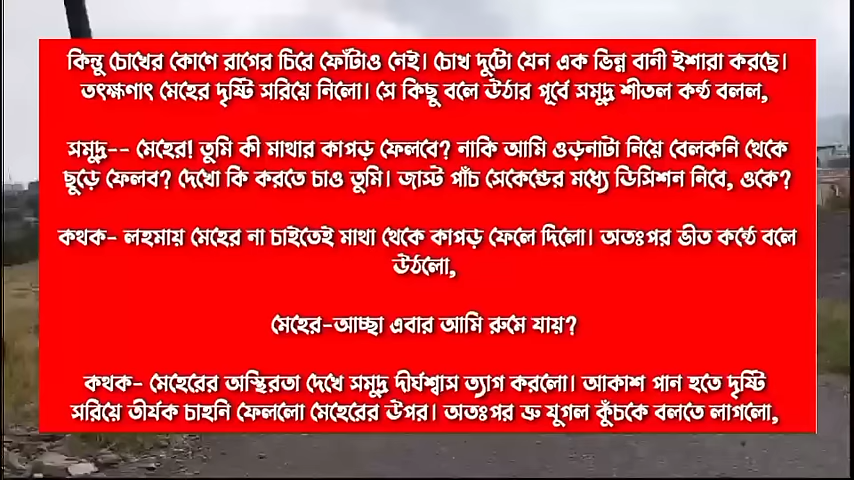 কিন্তু চোখের কোণে রাগের চিরে ফোঁটাও নেই। চোখ দুটো যেন এক ভিন্ন বানী ইশারা করছে।
তৎক্ষণাৎ মেহের দৃষ্টি সরিয়ে নিলো। সে কিছু বলে উঠার পূর্বে সমুদ্র শীতল কন্ঠ বলল,
সমুদ্র-- মেহের! তুমি কী মাথার কাপড় ফেলবে? নাকি আমি ওড়নাটা নিয়ে বেলকনি থেকে
ছুড়ে ফেলব? দেখো কি করতে চাও তুমি। জাস্ট পাঁচ সেকেন্ডের মধ্যে ডিসিশন নিবে, ওকে?
কথক- লহমায় মেহের না চাইতেই মাথা থেকে কাপড় ফেলে দিলো। অতঃপর ভীত কন্ঠে বলে
উঠলো,
মেহের-আচ্ছা এবার আমি রুমে যায়?
কথক- মেহেরের অস্থিরতা দেখে সমুদ্র দীর্ঘশ্বাস ত্যাগ করলো। আকাশ পান হতে দৃষ্টি
সরিয়ে তীর্যক চাহনি ফেললো মেহেরের উপর। অতঃপর ভ্রু যুগল কুঁচকে বলতে লাগলো,